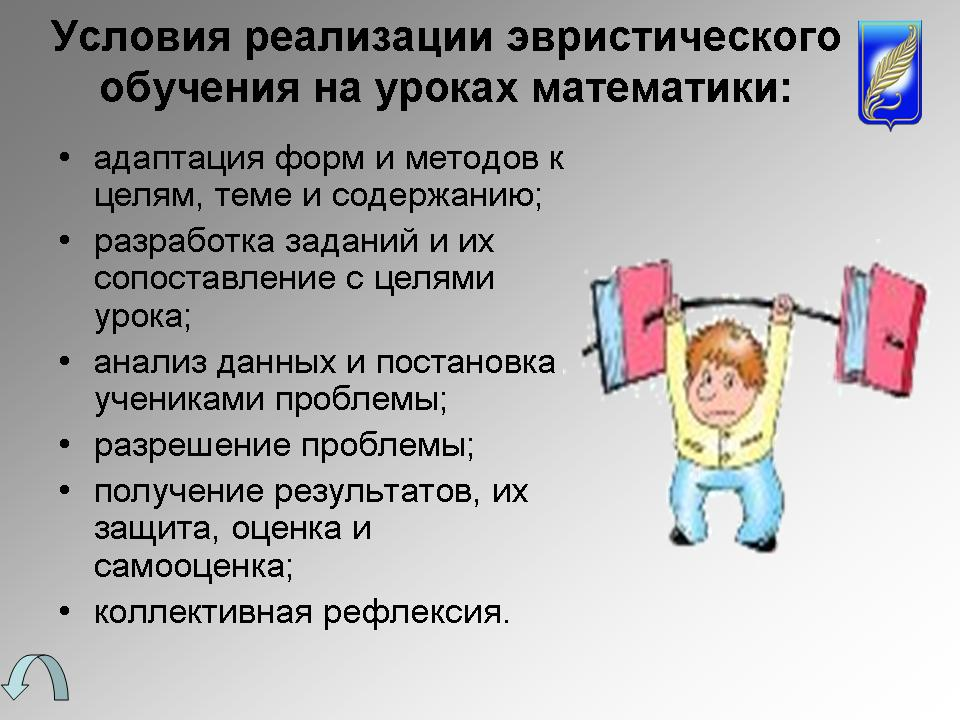 Условия реализации эвристического
обучения на уроках математики:
• адаптация форм и методов к
целям, теме и содержанию;
• разработка заданий и их
сопоставление с целями
урока;
• анализ данных и постановка
учениками проблемы;
• разрешение проблемы;
• получение результатов, их
защита, оценка и
самооценка;
• коллективная рефлексия.